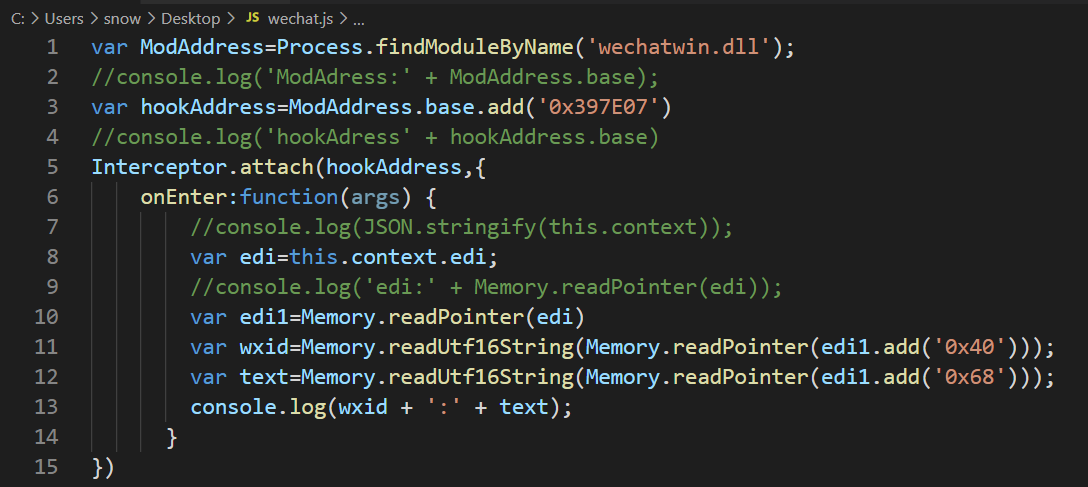 C: > Users > snow > Desktop > JS wechat.js > ...
1 var ModAddress=Process.findModuleByName('wechatwin.dll');
2 //console.log('ModAdress:' + ModAddress.base);
3 var hookAddress=ModAddress.base.add('0x397E07')
4 //console.log('hookAdress' + hookAddress.base)
5 Interceptor.attach(hookAddress,{
6 onEnter:function(args) {
7 //console.log(JSON.stringify(this.context));
8 var edi=this.context.edi;
9 //console.log('edi:' + Memory.readPointer(edi));
10 var edi1=Memory.readPointer(edi)
11 var wxid=Memory.readUtf16String(Memory.readPointer(edi1.add('0x40')));
12 var text=Memory.readUtf16String(Memory.readPointer(edi1.add('0x68')));
13 console.log(wxid + ':' + text);
14 }
15 })